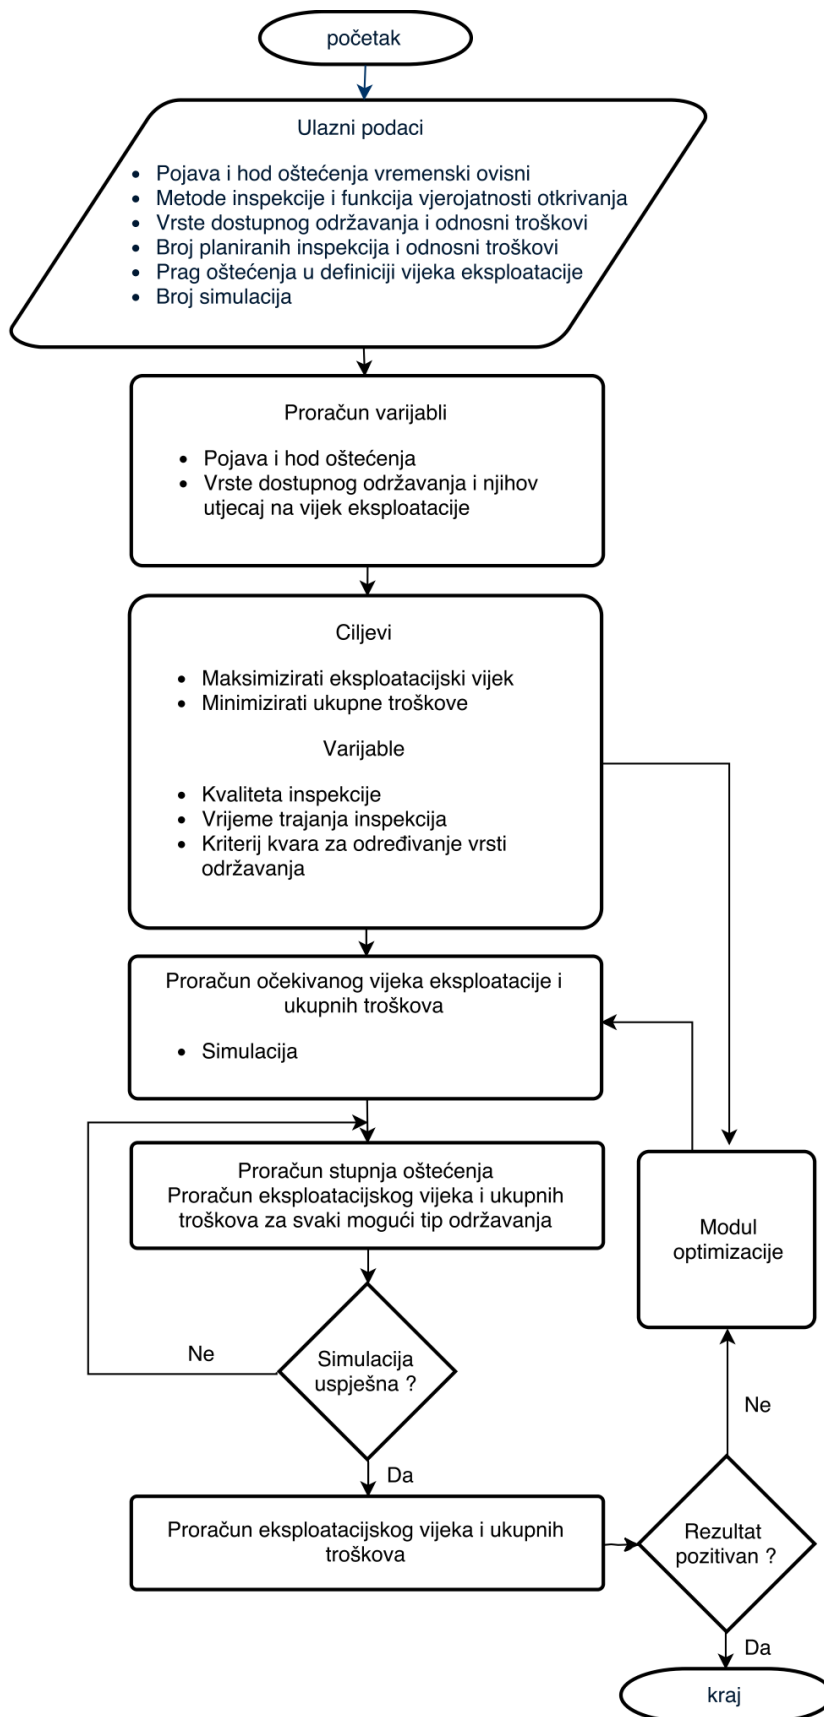 početak
Ulazni podaci
• Pojava i hod oštećenja vremenski ovisni
• Metode inspekcije i funkcija vjerojatnosti otkrivanja
• Vrste dostupnog održavanja i odnosni troškovi
• Broj planiranih inspekcija i odnosni troškovi
• Prag oštećenja u definiciji vijeka eksploatacije
• Broj simulacija
Proračun varijabli
• Pojava i hod oštećenja
• Vrste dostupnog održavanja i njihov
utjecaj na vijek eksploatacije
Ciljevi
• Maksimizirati eksploatacijski vijek
• Minimizirati ukupne troškove
Varijable
• Kvaliteta inspekcije
• Vrijeme trajanja inspekcija
• Kriterij kvara za određivanje vrsti
održavanja
Proračun očekivanog vijeka eksploatacije i
ukupnih troškova
• Simulacija
Proračun stupnja oštećenja
Proračun eksploatacijskog vijeka i ukupnih
troškova za svaki mogući tip održavanja
Modul
optimizacije
Ne
Simulacija
uspješna ?
Ne
Da
Proračun eksploatacijskog vijeka i ukupnih
troškova
Rezultat
pozitivan ?
Da
kraj